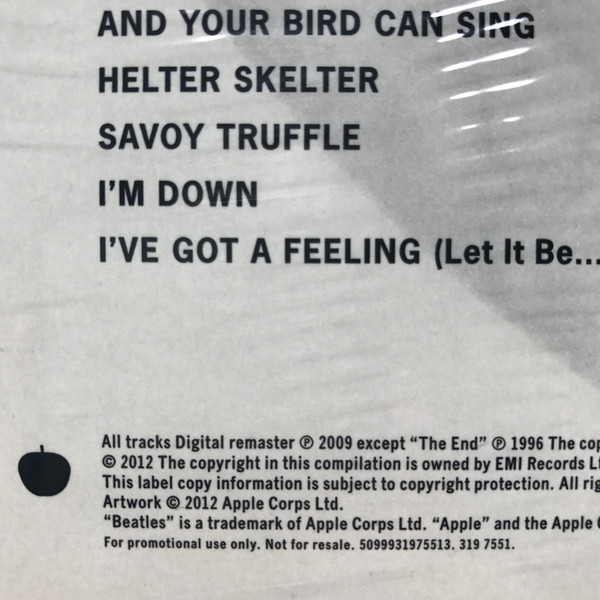 AND YOUR BIRD CAN SING
HELTER SKELTER
SAVOY TRUFFLE
I'M DOWN
I'VE GOT A FEELING (Let It Be...
All tracks Digital remaster ℗ 2009 except “The End” ℗ 1996 The cop
© 2012 The copyright in this compilation is owned by EMI Records Lt
This label copy information is subject to copyright protection. All rig
Artwork © 2012 Apple Corps Ltd.
“Beatles” is a trademark of Apple Corps Ltd. “Apple” and the Apple
For promotional use only. Not for resale. 5099931975513. 319 7551.